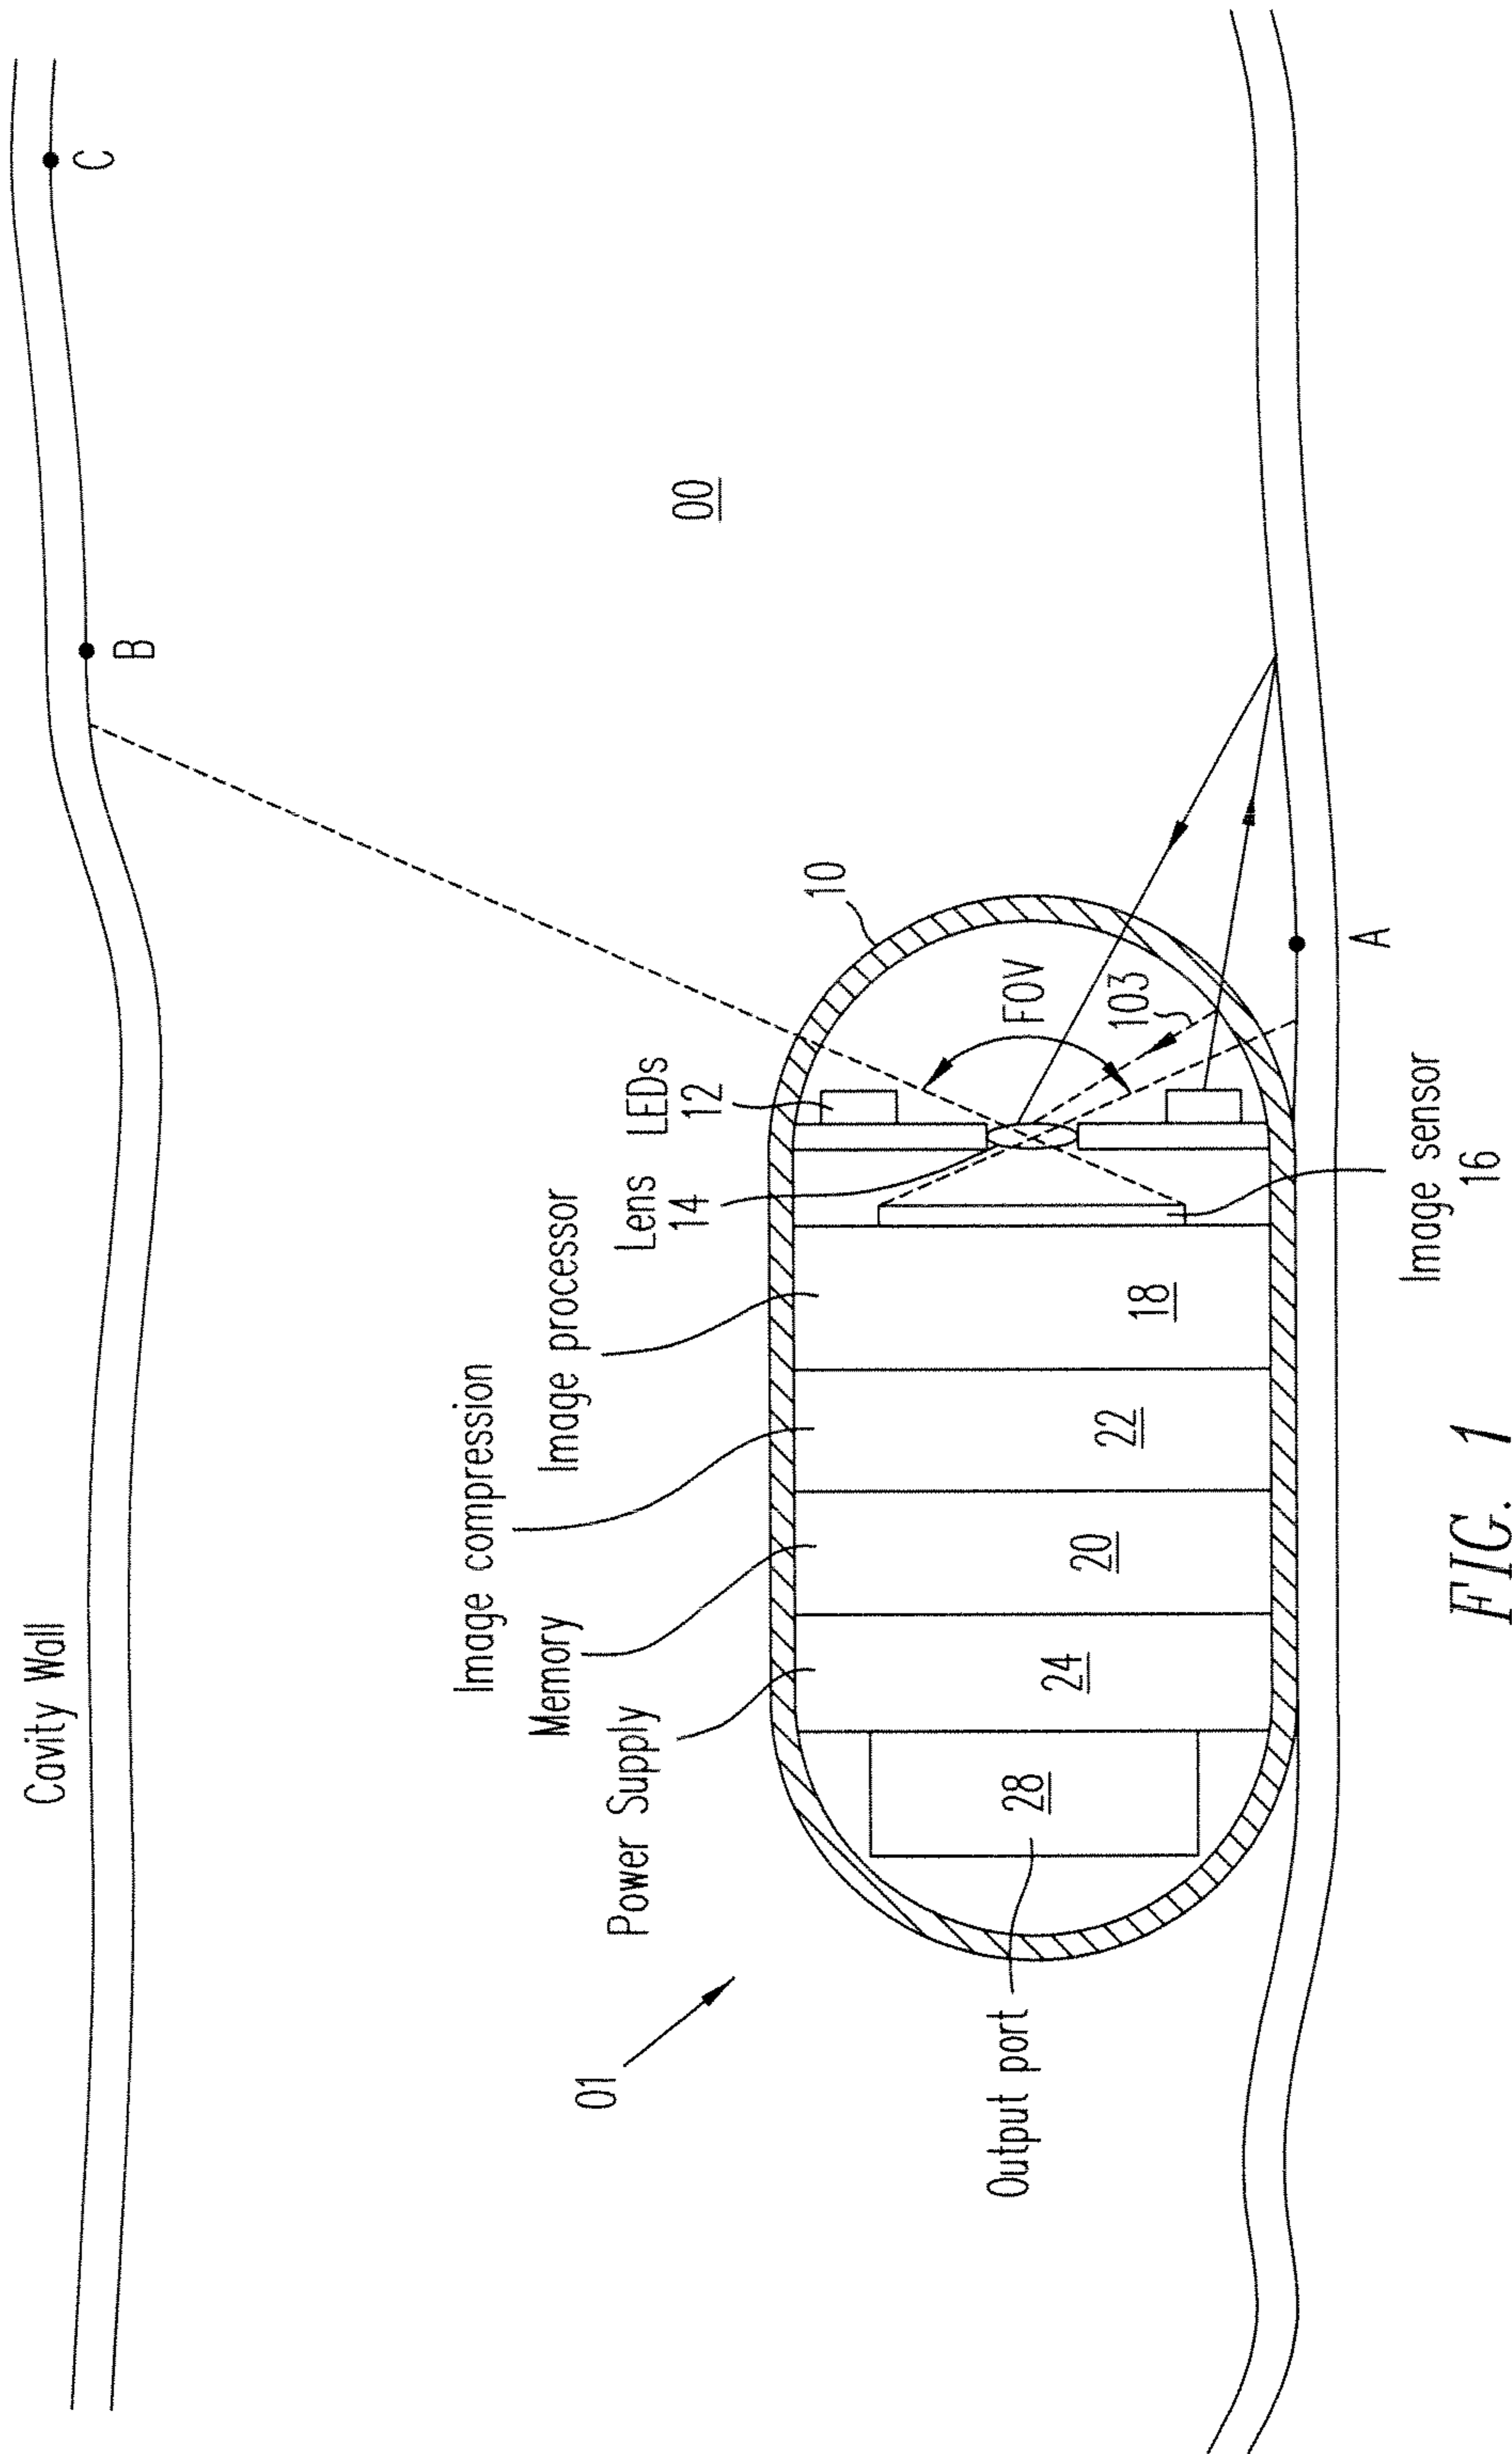 Cavity Wall
B
C
00
Image compression
Memory
Image processor
Power Supply
Lens
14
LEDs
12
10
01
FOV
103
28
24
20
22
18
Output port
A
Image sensor
16
FIG. 1